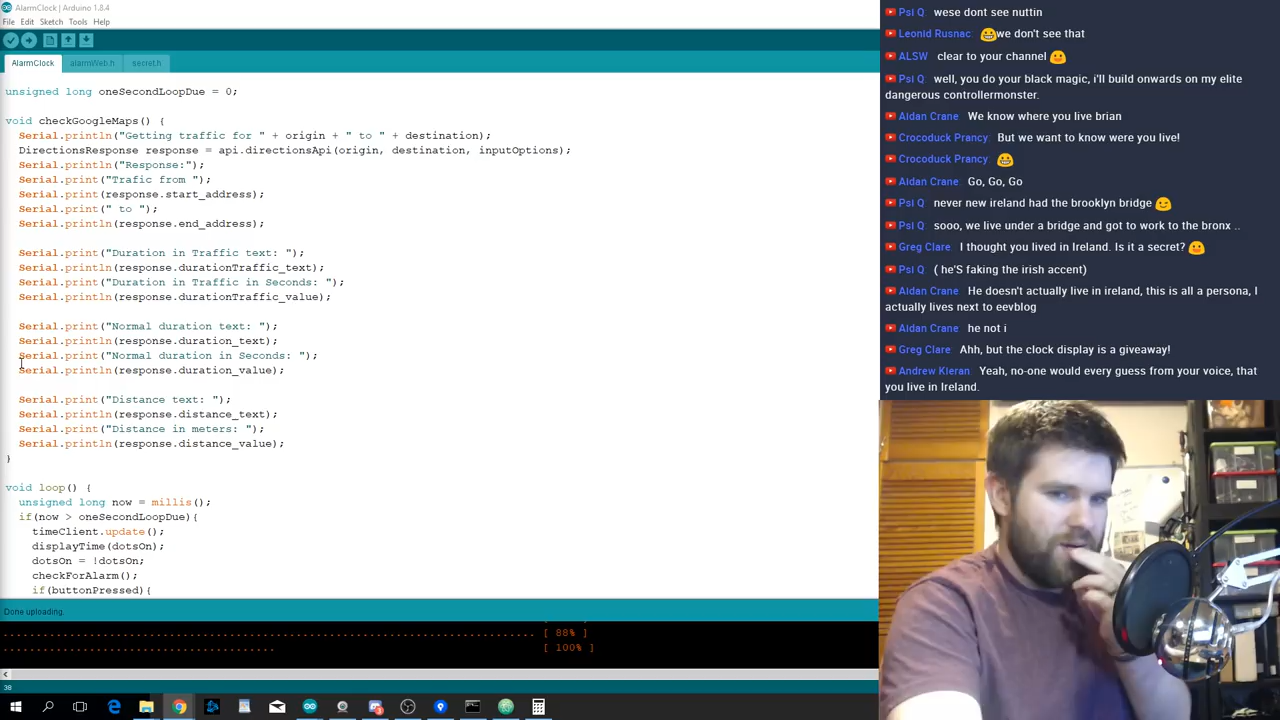 AlarmClock | Arduino 1.8.4
File Edit Sketch Tools Help
AlarmClock alarmWeb.h secret.h
unsigned long oneSecondLoopDue = 0;
void checkGoogleMaps() {
Serial.println("Getting traffic for " + origin + " to " + destination);
DirectionsResponse response = api.directionsApi(origin, destination, inputOptions);
Serial.println("Response:");
Serial.print("Trafic from ");
Serial.print(response.start_address);
Serial.print(" to ");
Serial.println(response.end_address);
Serial.print("Duration in Traffic text: ");
Serial.println(response.durationTraffic_text);
Serial.print("Duration in Traffic in Seconds: ");
Serial.println(response.durationTraffic_value);
Serial.print("Normal duration text: ");
Serial.println(response.duration_text);
Serial.print("Normal duration in Seconds: ");
Serial.println(response.duration_value);
Serial.print("Distance text: ");
Serial.println(response.distance_text);
Serial.print("Distance in meters: ");
Serial.println(response.distance_value);
}
void loop() {
unsigned long now = millis();
if(now > oneSecondLoopDue){
timeClient.update();
displayTime(dotsOn);
dotsOn = !dotsOn;
checkForAlarm();
if(buttonPressed){
Done uploading.
[ 88% ]
[ 100% ]
38
Psi Q: wese dont see nuttin
Leonid Rusnac: 😀we don't see that
ALSW: clear to your channel 😛
Psi Q: well, you do your black magic, i'll build onwards on my elite
dangerous controllermonster.
Aidan Crane: We know where you live brian
Crocoduck Prancy: But we want to know were you live!
Crocoduck Prancy: 😀
Aidan Crane: Go, Go, Go
Psi Q: never new ireland had the brooklyn bridge 😉
Psi Q: sooo, we live under a bridge and got to work to the bronx ..
Greg Clare: I thought you lived in Ireland. Is it a secret? 😛
Psi Q: ( he'S faking the irish accent)
Aidan Crane: He doesn't actually live in ireland, this is all a persona, I
actually lives next to eevblog
Aidan Crane: he not i
Greg Clare: Ahh, but the clock display is a giveaway!
Andrew Kieran: Yeah, no-one would every guess from your voice, that
you live in Ireland.